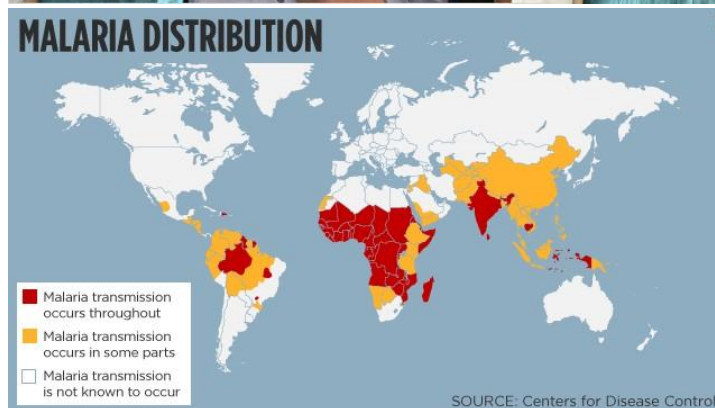 MALARIA DISTRIBUTION
Malaria transmission
occurs throughout
Malaria transmission
occurs in some parts
Malaria transmission
is not known to occur
SOURCE: Centers for Disease Control